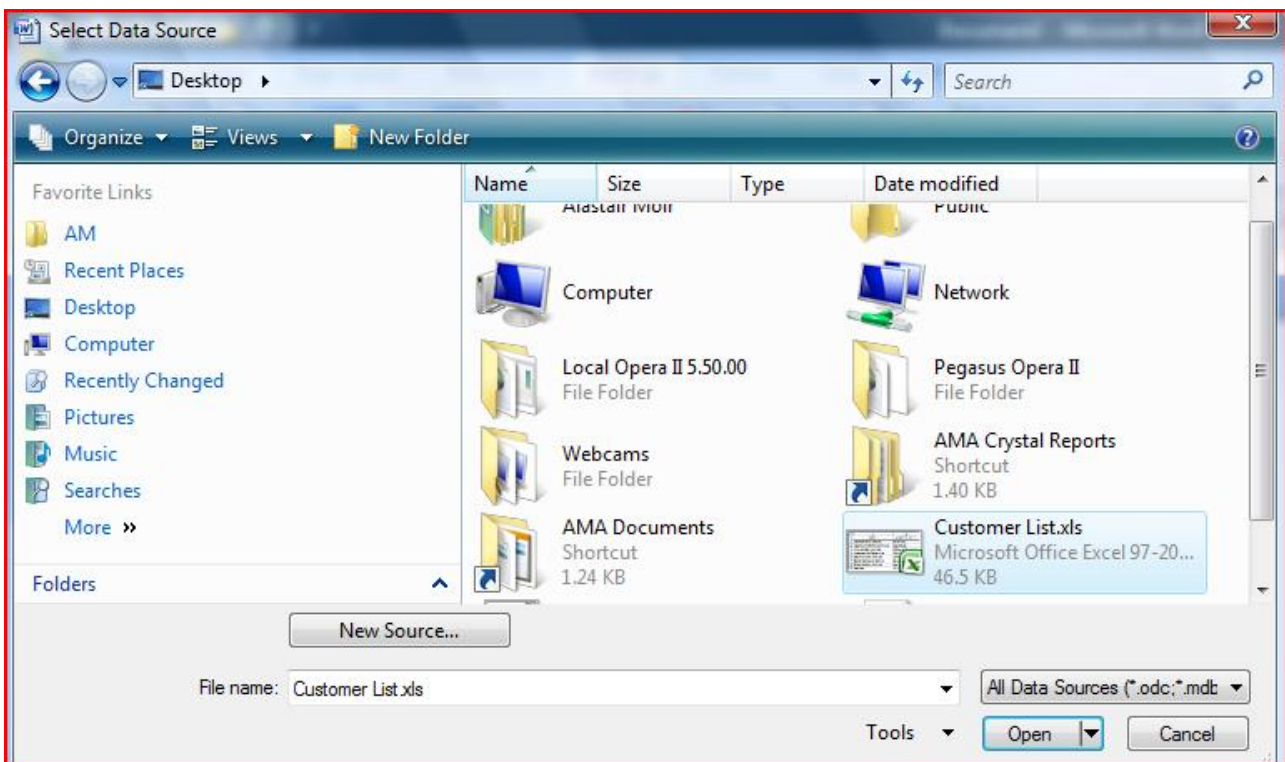 Select Data Source
Desktop
Search
Organize Views New Folder
Favorite Links
AM
Recent Places
Desktop
Computer
Recently Changed
Pictures
Music
Searches
More »
Folders
Name Size Type Date modified
Alastair Moir
Public
Computer
Network
Local Opera II 5.50.00
File Folder
Pegasus Opera II
File Folder
Webcams
File Folder
AMA Crystal Reports
Shortcut
1.40 KB
AMA Documents
Shortcut
1.24 KB
Customer List.xls
Microsoft Office Excel 97-20...
46.5 KB
New Source...
File name: Customer List.xls
All Data Sources (*.odc;*.mdb
Tools Open Cancel